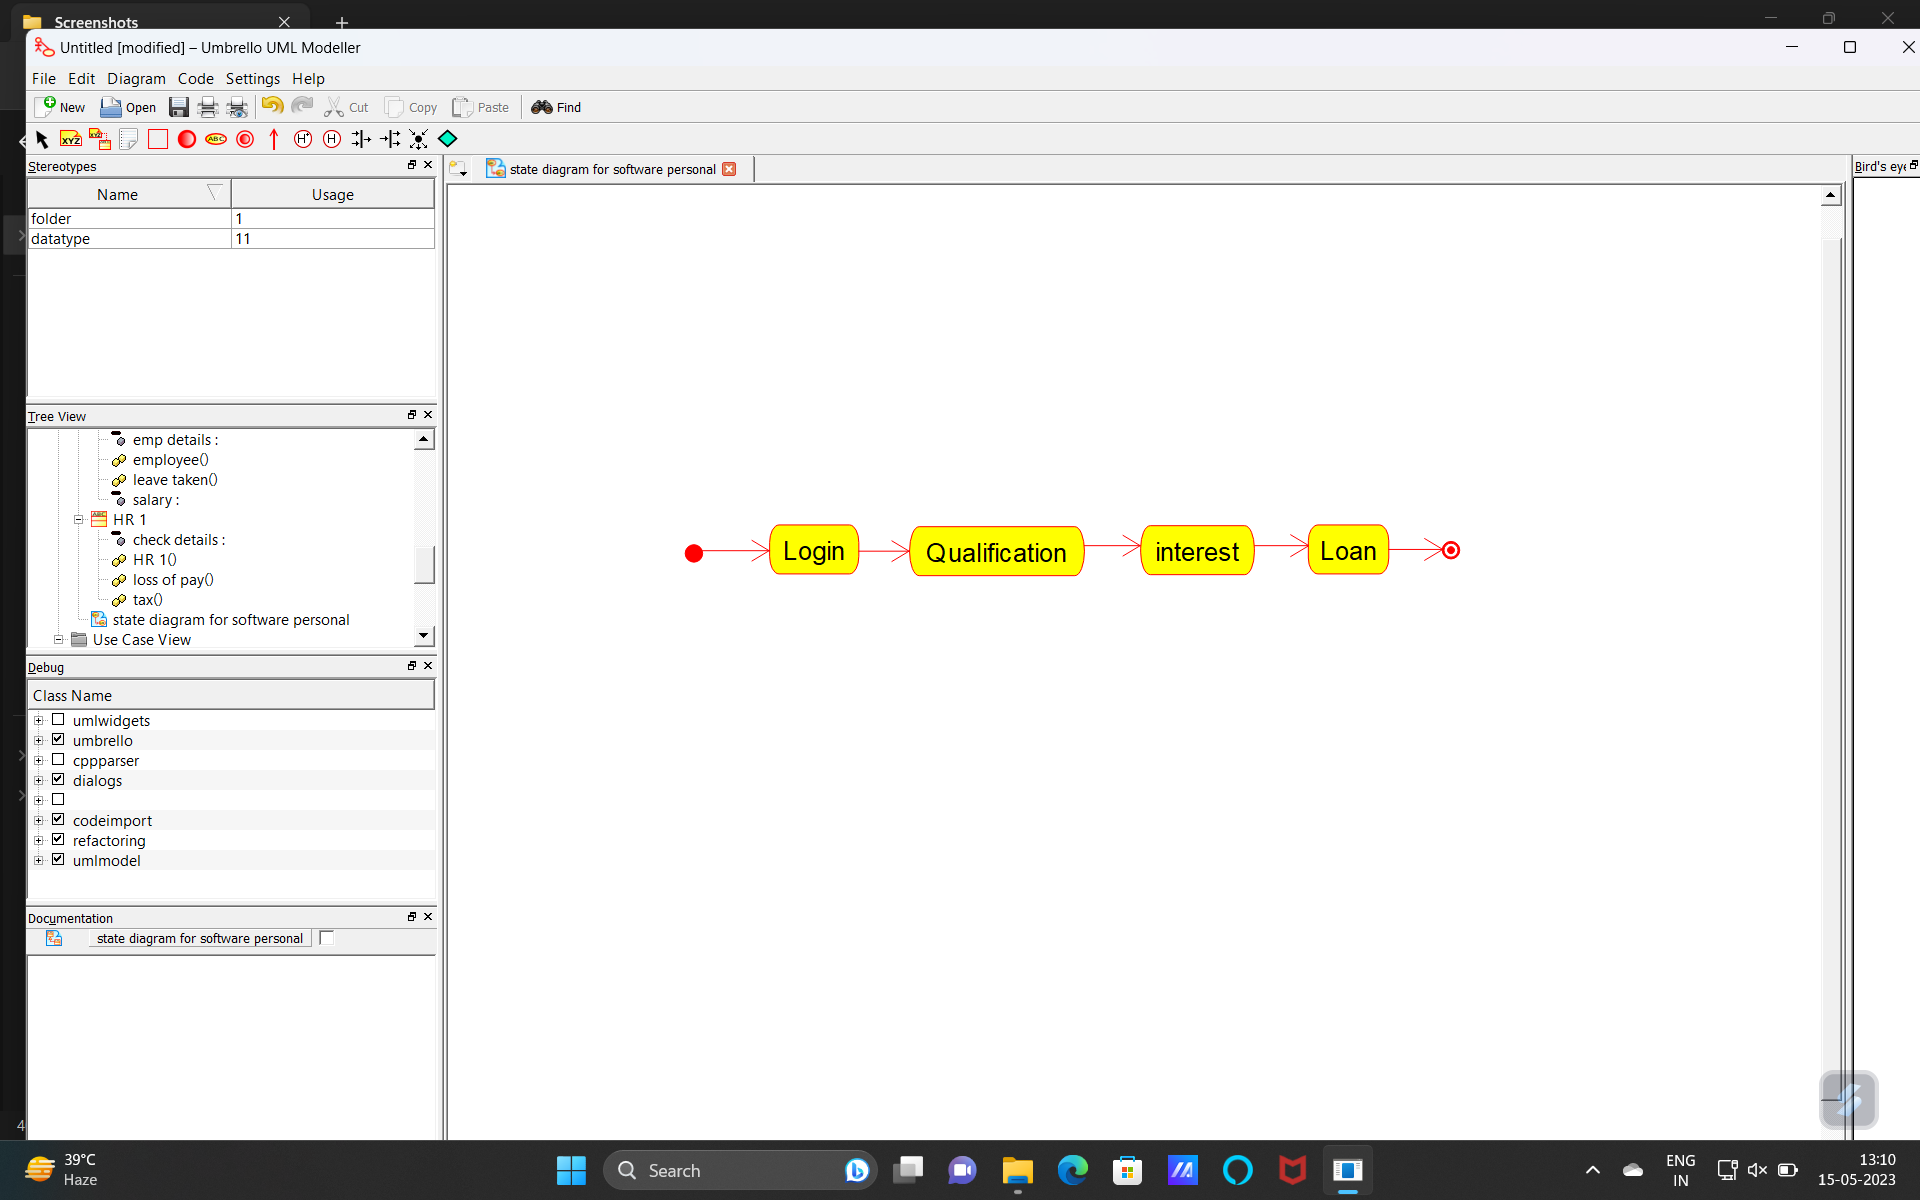 Screenshots
Untitled [modified] – Umbrello UML Modeller
File Edit Diagram Code Settings Help
New Open Cut Copy Paste Find
XYZ XYZ ABC H* H
Stereotypes
Name Usage
folder 1
datatype 11
Tree View
emp details :
employee()
leave taken()
salary :
HR 1
check details :
HR 1()
loss of pay()
tax()
state diagram for software personal
Use Case View
Debug
Class Name
umlwidgets
umbrello
cppparser
dialogs
codeimport
refactoring
umlmodel
Documentation
state diagram for software personal
state diagram for software personal
Login
Qualification
interest
Loan
Bird's eye
4
39°C
Haze
Search
ENG
IN
13:10
15-05-2023